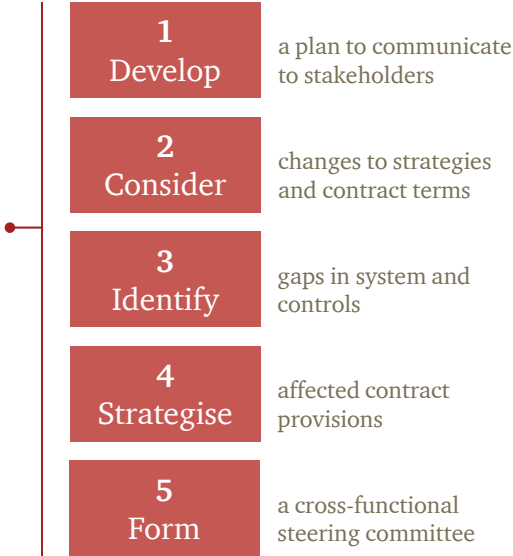 1
Develop
a plan to communicate
to stakeholders
2
Consider
changes to strategies
and contract terms
3
Identify
gaps in system and
controls
4
Strategise
affected contract
provisions
5
Form
a cross-functional
steering committee